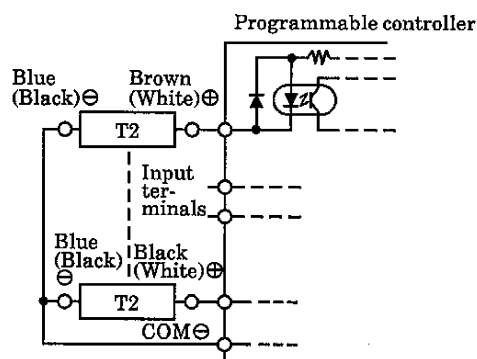 Programmable controller
Blue
(Black)⊖
Brown
(White)⊕
T2
Input
ter-
minals
Blue
(Black)
⊖
Black
(White)⊕
T2
COM⊖